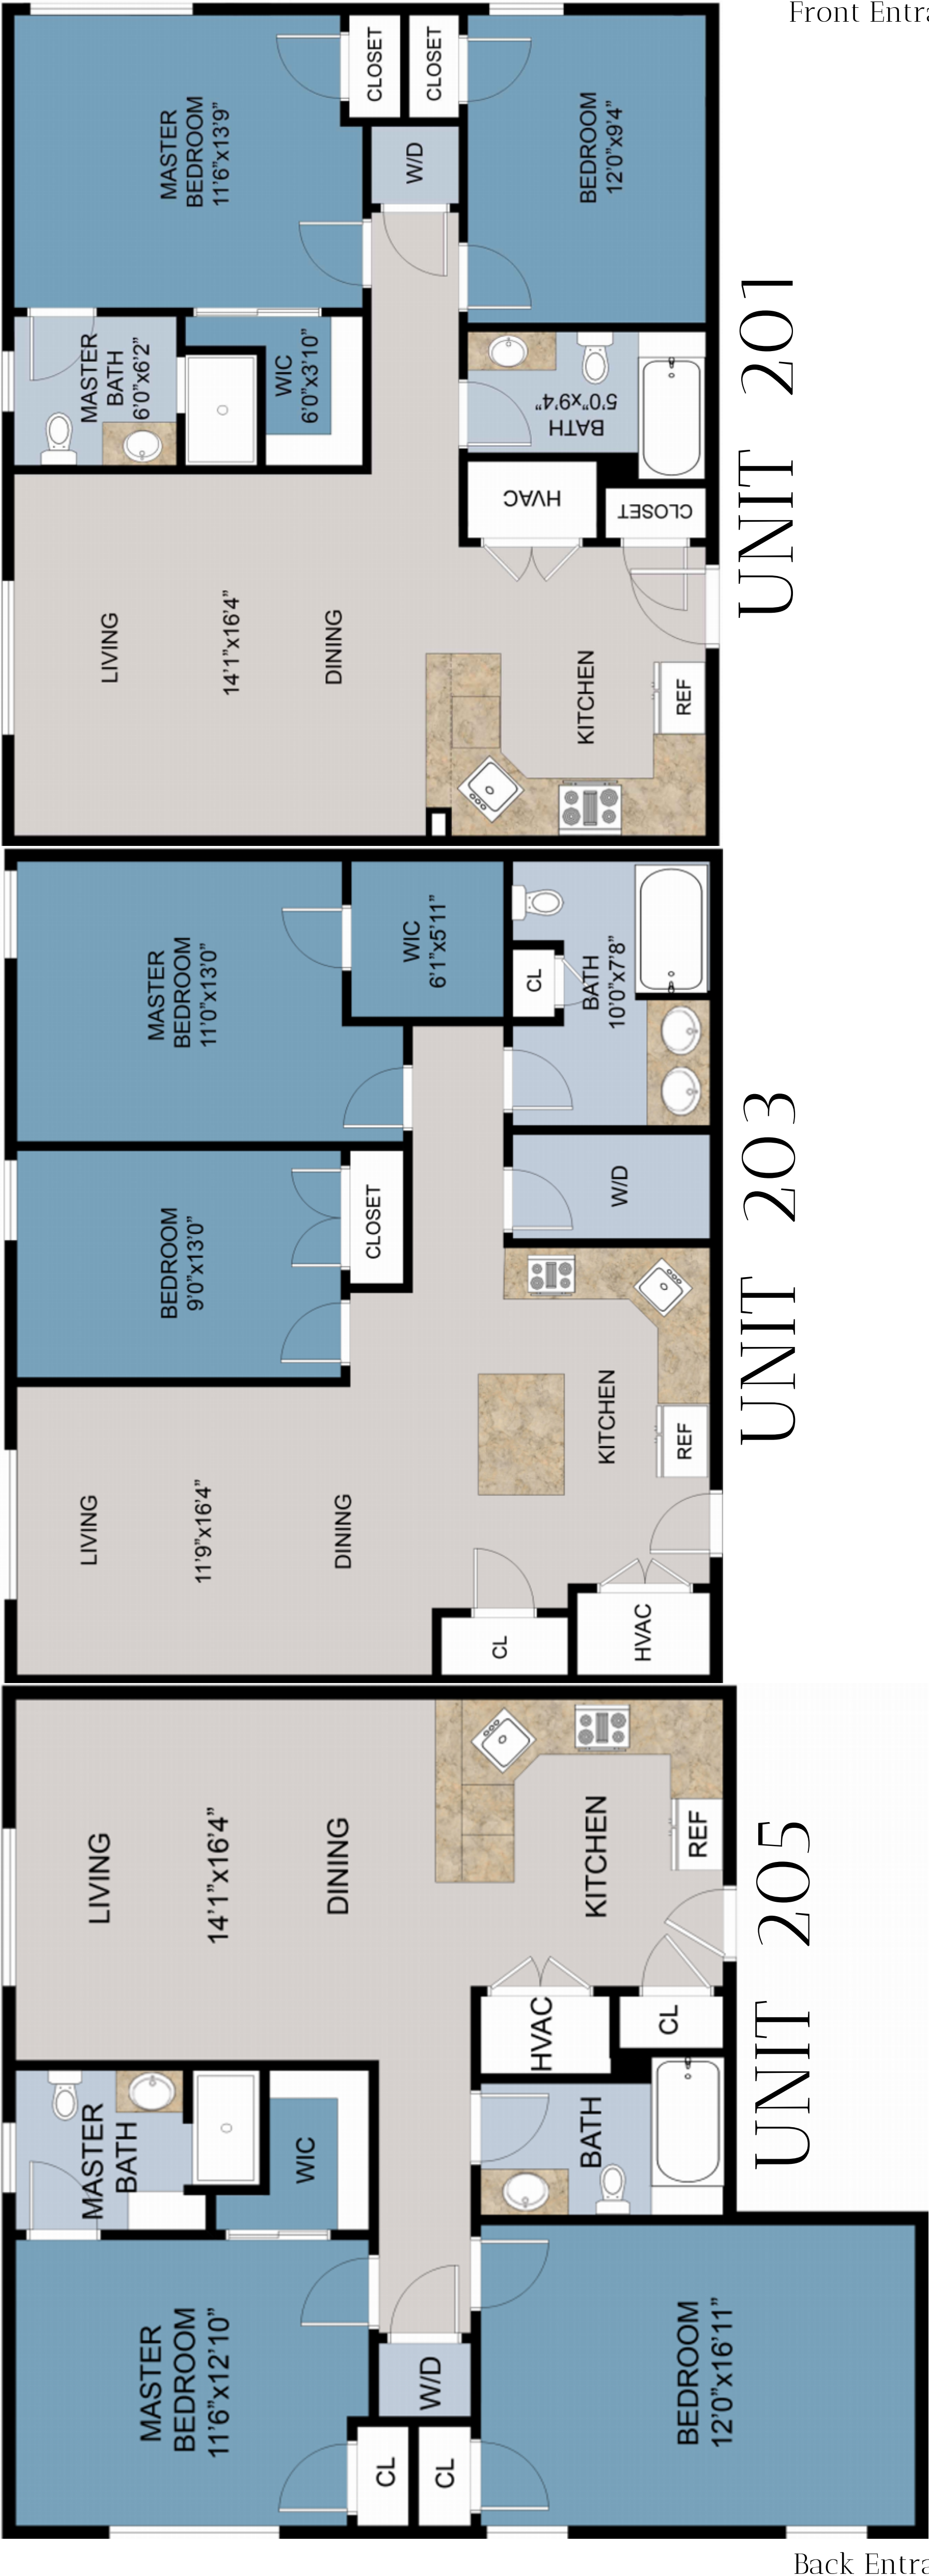 Front Entra
MASTER
BEDROOM
11'6"x13'9"
CLOSET
CLOSET
W/D
BEDROOM
12'0"x9'4"
MASTER
BATH
6'0"x6'2"
WIC
6'0"x3'10"
BATH
5'0"x9'4"
HVAC
CLOSET
LIVING
14'1"x16'4"
DINING
KITCHEN
REF
UNIT 201
MASTER
BEDROOM
11'0"x13'0"
WIC
6'1"x5'11"
CL
BATH
10'0"x7'8"
BEDROOM
9'0"x13'0"
CLOSET
W/D
LIVING
11'9"x16'4"
DINING
KITCHEN
REF
CL
HVAC
UNIT 203
LIVING
14'1"x16'4"
DINING
KITCHEN
REF
HVAC
CL
MASTER
BATH
WIC
BATH
MASTER
BEDROOM
11'6"x12'10"
W/D
CL
CL
BEDROOM
12'0"x16'11"
UNIT 205
Back Entra